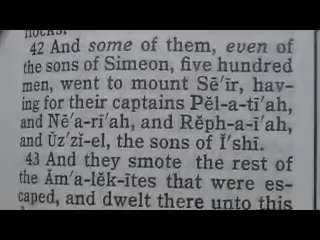 42 And some of them, even of
the sons of Simeon, five hundred
men, went to mount Sē′ir, hav-
ing for their captains Pĕl-a-tī′ah,
and Nē′a-rī′ah, and Rĕph-a-ī′ah,
and Ŭz′zĭ-el, the sons of Ĭ′shi.
43 And they smote the rest of
the Ăm′a-lĕk-ītes that were es-
caped, and dwelt there unto this